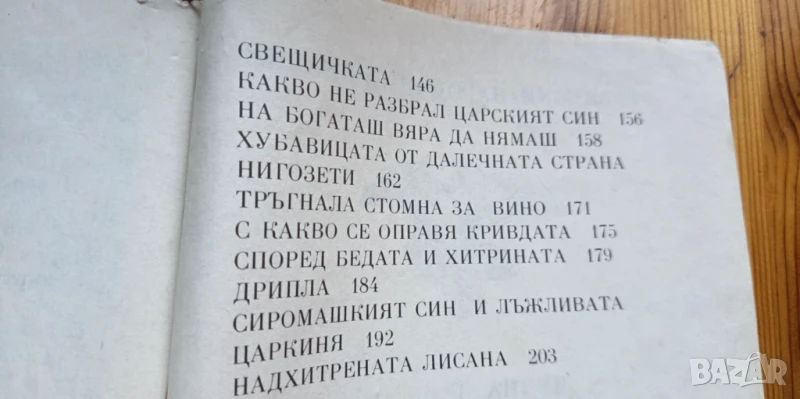 СВЕЩИЧКАТА 146
КАКВО НЕ РАЗБРАЛ ЦАРСКИЯТ СИН 156
НА БОГАТАШ ВЯРА ДА НЯМАШ 158
ХУБАВИЦАТА ОТ ДАЛЕЧНАТА СТРАНА
НИГОЗЕТИ 162
ТРЪГНАЛА СТОМНА ЗА ВИНО 171
С КАКВО СЕ ОПРАВЯ КРИВДАТА 175
СПОРЕД БЕДАТА И ХИТРИНАТА 179
ДРИПЛА 184
СИРОМАШКИЯТ СИН И ЛЪЖЛИВАТА
ЦАРКИНЯ 192
НАДХИТРЕНАТА ЛИСАНА 203
BAZAR.bg